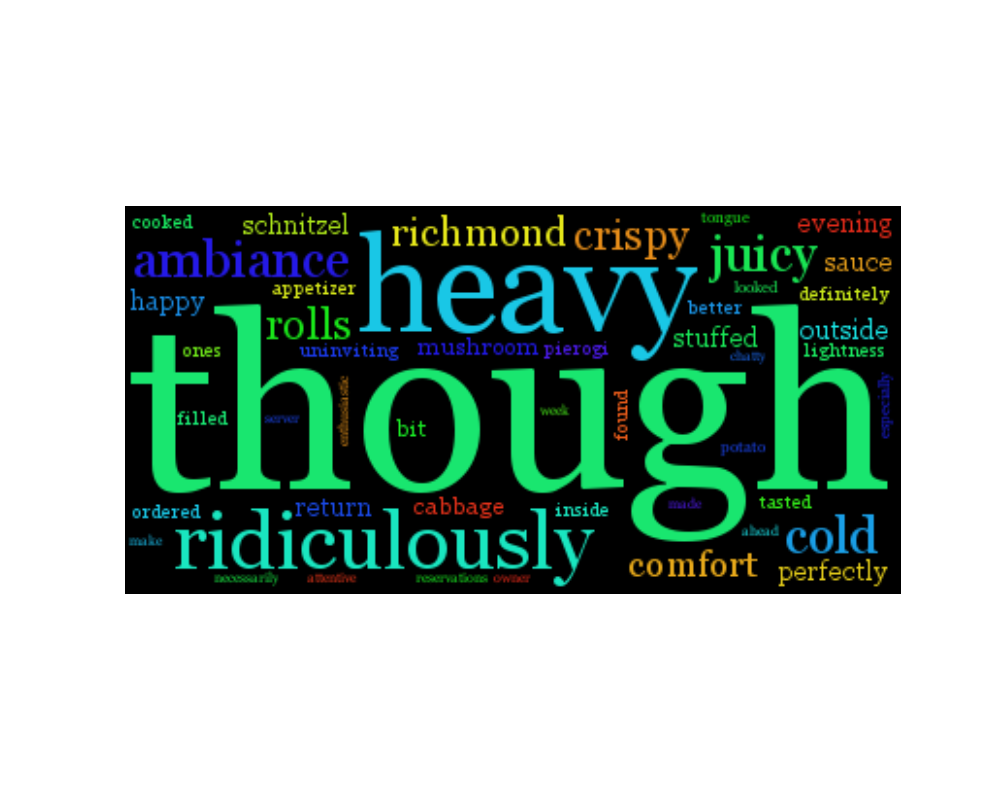 cooked schnitzel richmond crispy tongue evening
ambiance heavy juicy sauce
happy appetizer looked definitely
rolls better stuffed outside
ones uninviting mushroom pierogi chatty lightness
though
filled server enthusiastic bit week found potato especially
ordered return cabbage inside made tasted
make ridiculously ahead cold
comfort perfectly
necessarily attentive reservations owner